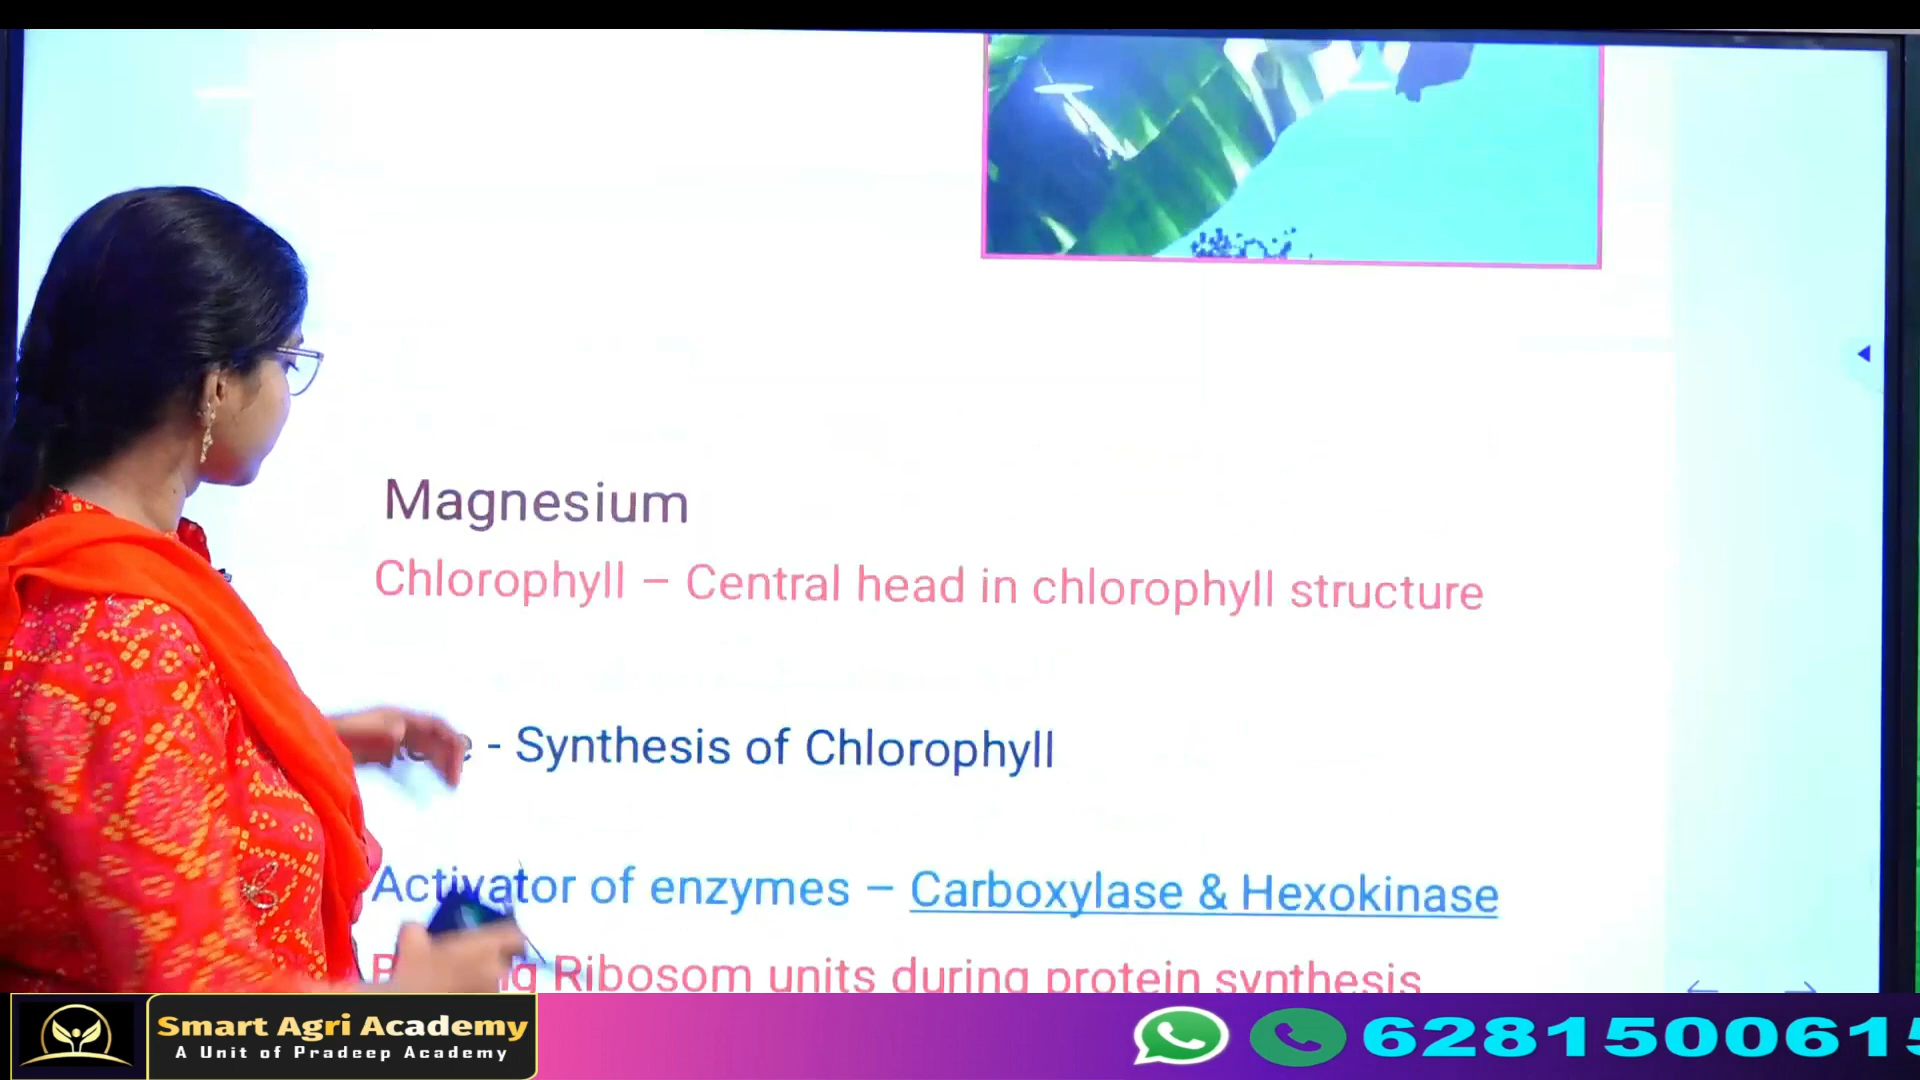 Magnesium
Chlorophyll – Central head in chlorophyll structure
- Synthesis of Chlorophyll
Activator of enzymes – Carboxylase & Hexokinase
Ribosom units during protein synthesis
Smart Agri Academy
A Unit of Pradeep Academy
628150061